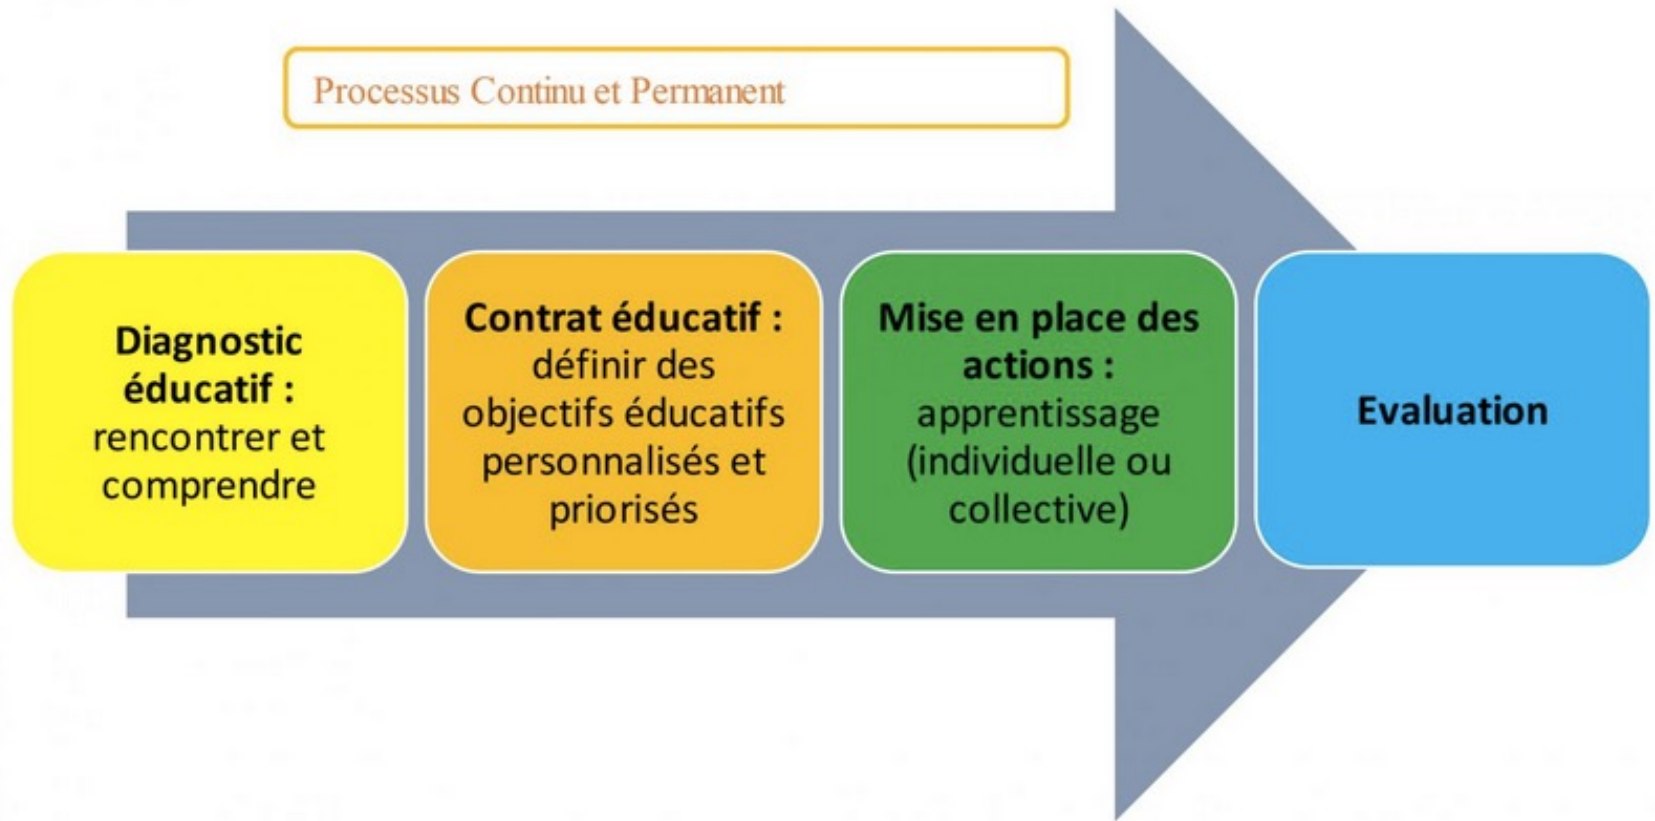 Processus Continu et Permanent
Diagnostic
éducatif :
rencontrer et
comprendre
Contrat éducatif :
définir des
objectifs éducatifs
personnalisés et
priorisés
Mise en place des
actions :
apprentissage
(individuelle ou
collective)
Evaluation